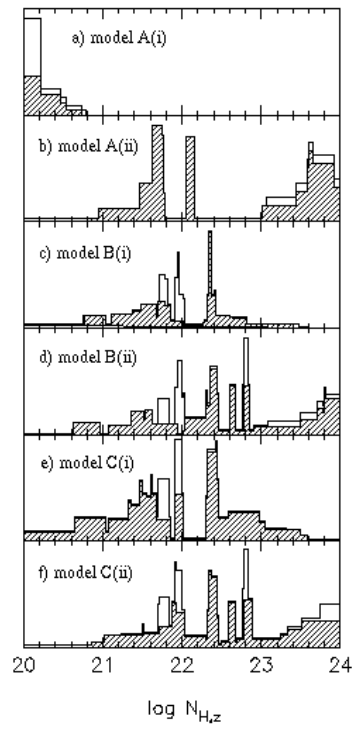 a) model A(i)
b) model A(ii)
c) model B(i)
d) model B(ii)
e) model C(i)
f) model C(ii)
20 21 22 23 24
log N_H,z